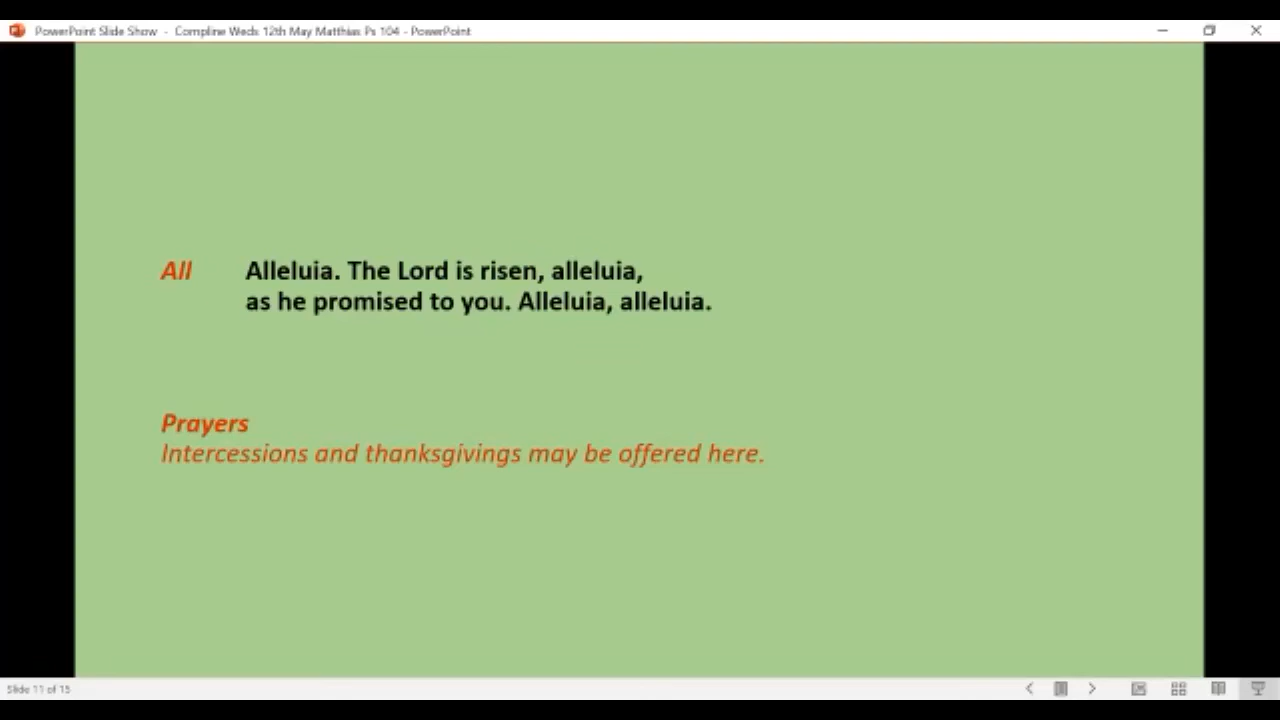 PowerPoint Slide Show - Compline Weds 12th May Matthias Ps 104 - PowerPoint
All Alleluia. The Lord is risen, alleluia,
as he promised to you. Alleluia, alleluia.
Prayers
Intercessions and thanksgivings may be offered here.
Slide 11 of 15